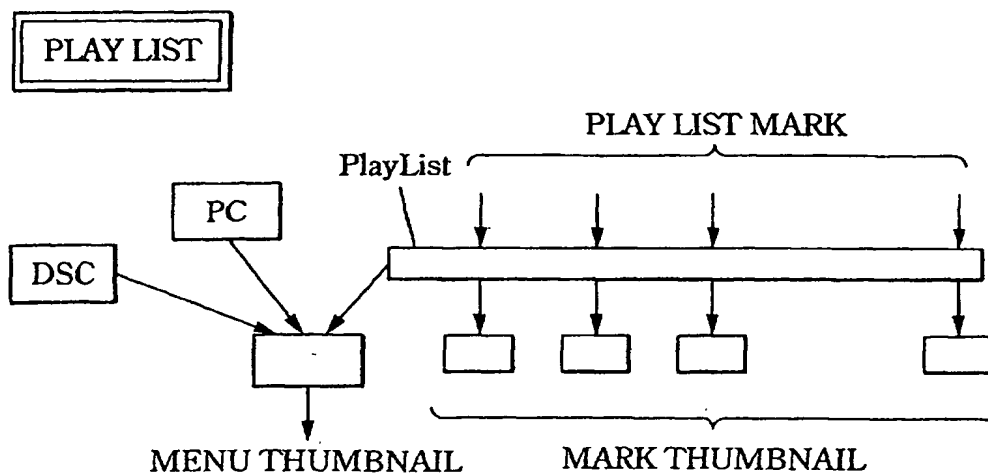 PLAY LIST
PLAY LIST MARK
PlayList
PC
DSC
MENU THUMBNAIL
MARK THUMBNAIL